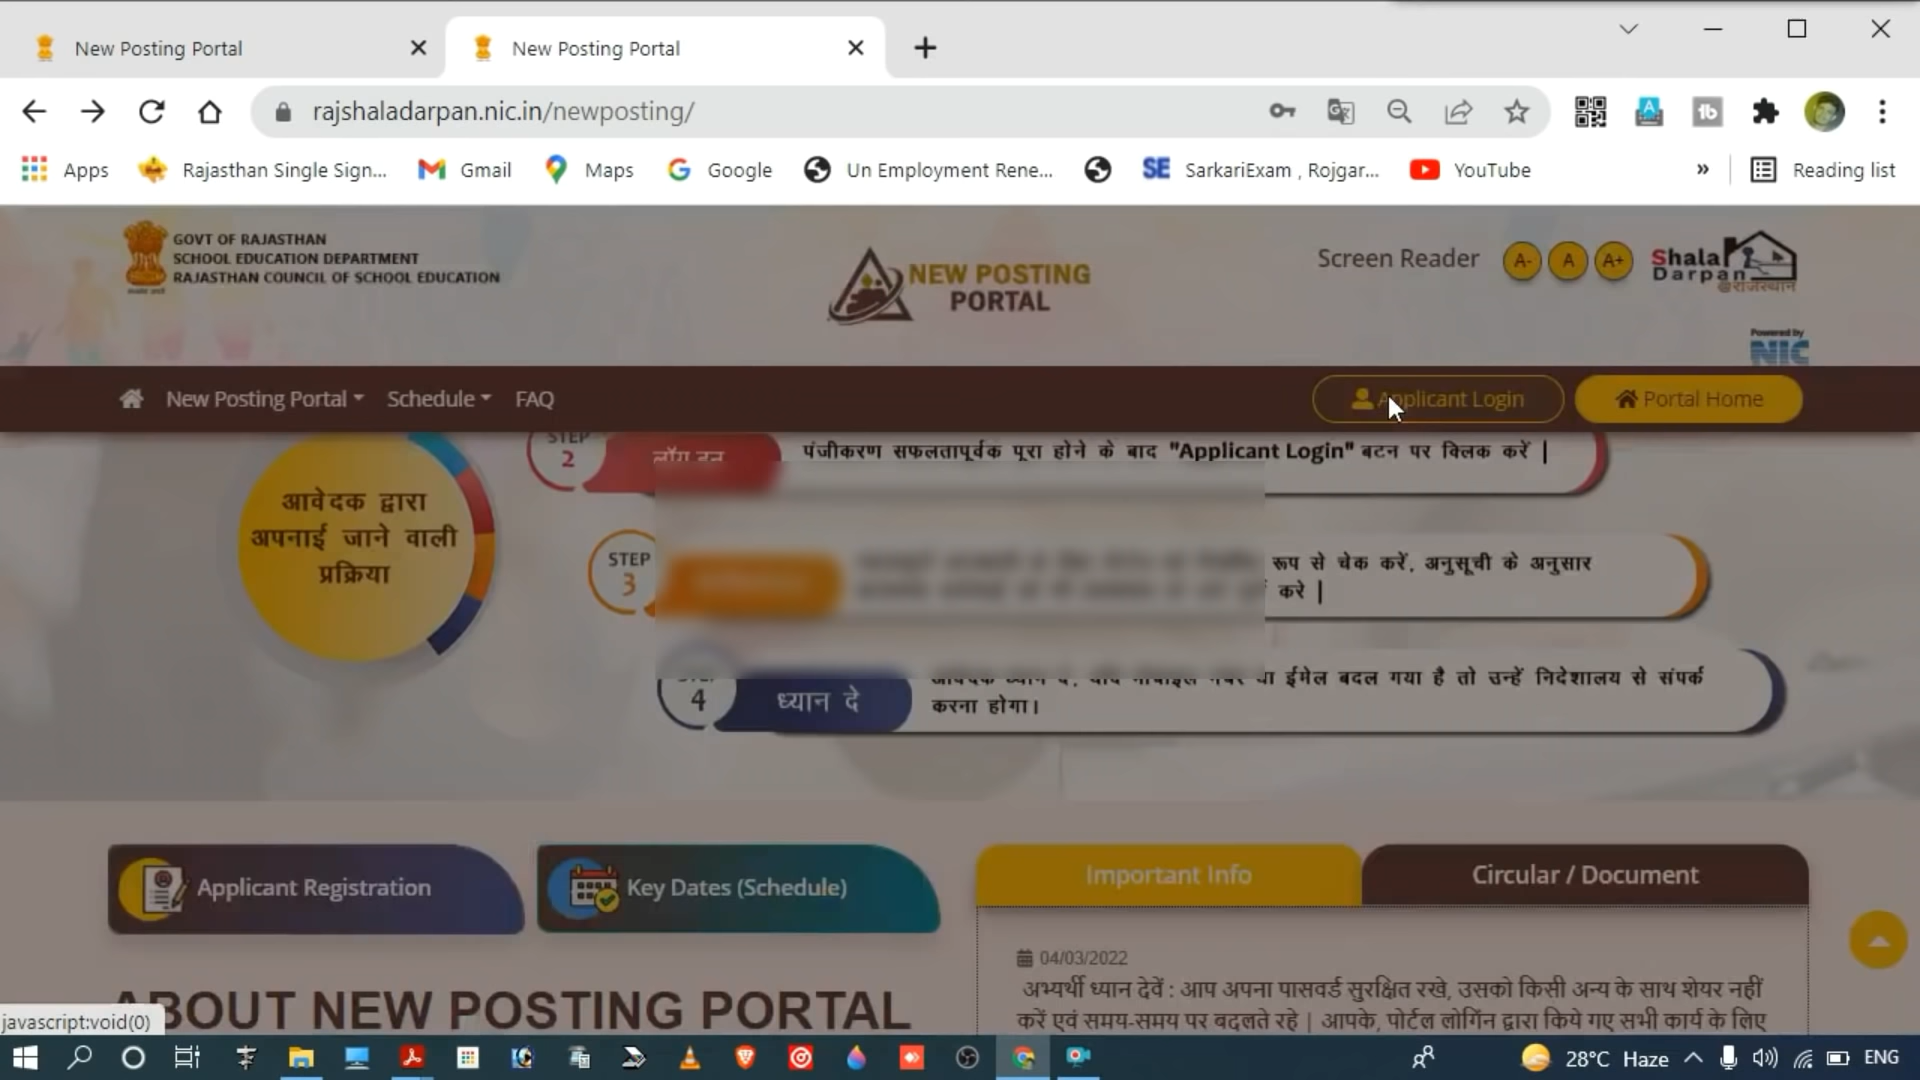 New Posting Portal
New Posting Portal
rajshaladarpan.nic.in/newposting/
Apps
Rajasthan Single Sign...
Gmail
Maps
Google
Un Employment Rene...
SE
SarkariExam , Rojgar...
YouTube
»
Reading list
GOVT OF RAJASTHAN
SCHOOL EDUCATION DEPARTMENT
RAJASTHAN COUNCIL OF SCHOOL EDUCATION
NEW POSTING
PORTAL
Screen Reader
A-
A
A+
Shala
Darpan
@राजस्थान
Powered by
NIC
New Posting Portal
Schedule
FAQ
Applicant Login
Portal Home
आवेदक द्वारा
अपनाई जाने वाली
प्रक्रिया
STEP
2
पंजीकरण सफलतापूर्वक पूरा होने के बाद "Applicant Login" बटन पर क्लिक करें |
STEP
3
रूप से चेक करें, अनुसूची के अनुसार
करे |
4
ध्यान दे
ईमेल बदल गया है तो उन्हें निदेशालय से संपर्क
करना होगा।
Applicant Registration
Key Dates (Schedule)
Important Info
Circular / Document
04/03/2022
अभ्यर्थी ध्यान देवें : आप अपना पासवर्ड सुरक्षित रखे, उसको किसी अन्य के साथ शेयर नहीं
करें एवं समय-समय पर बदलते रहे | आपके, पोर्टल लोगिंन द्वारा किये गए सभी कार्य के लिए
ABOUT NEW POSTING PORTAL
javascript:void(0)
28°C Haze
ENG